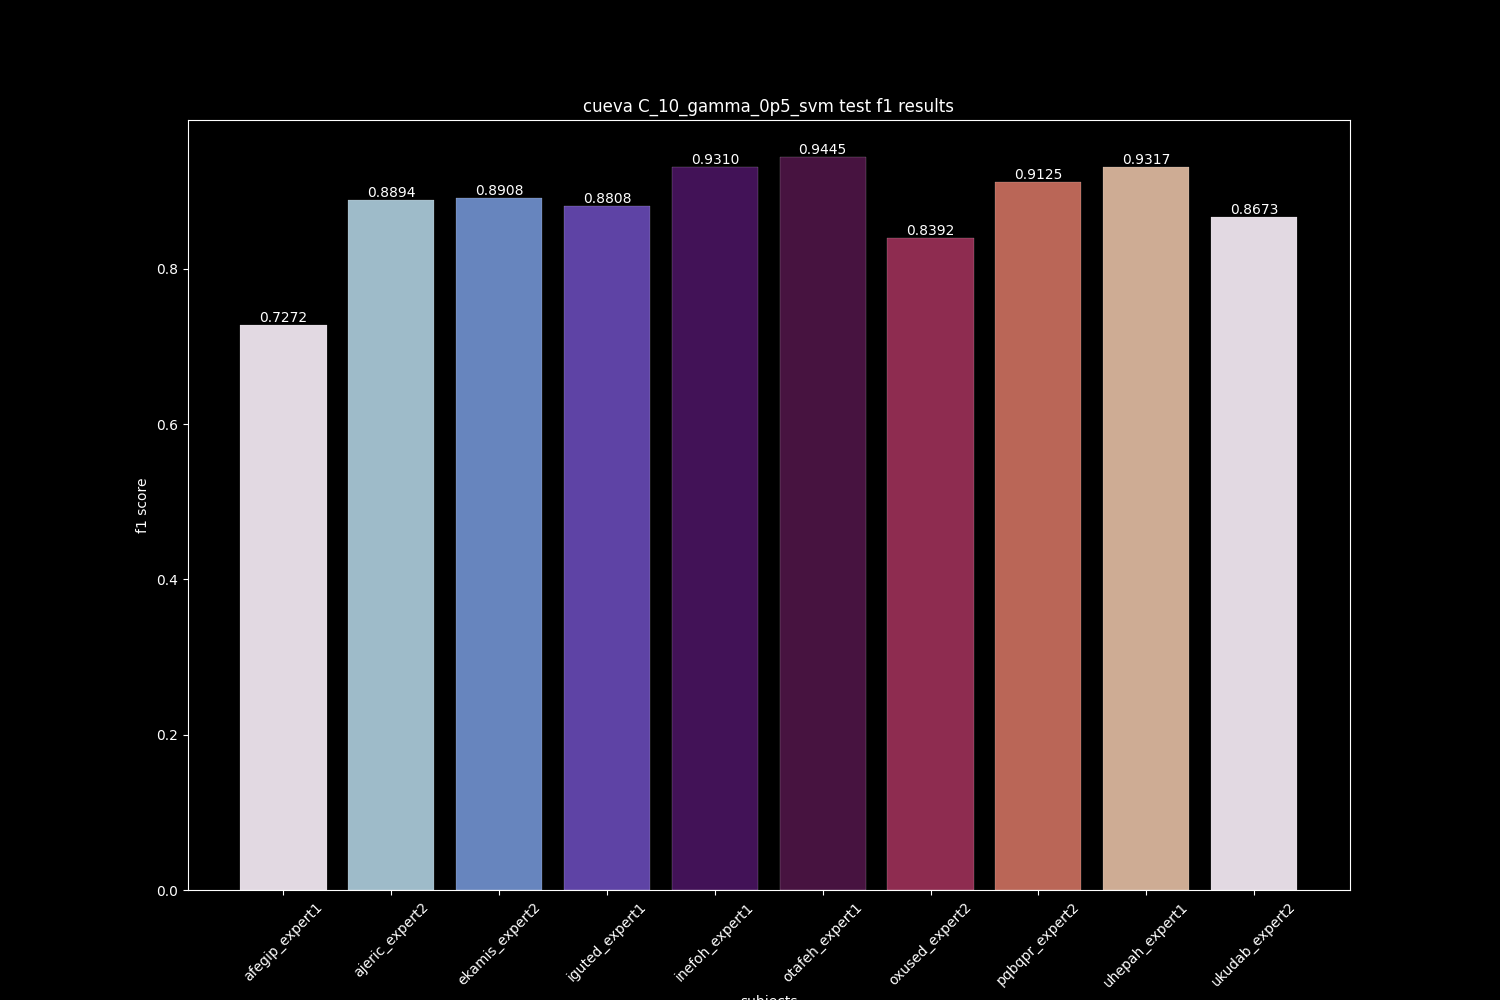 cueva C_10_gamma_0p5_svm test f1 results
0.7272
0.8894
0.8908
0.8808
0.9310
0.9445
0.8392
0.9125
0.9317
0.8673
0.8
0.6
0.4
0.2
0.0
f1 score
afegip_expert1
ajeric_expert2
ekamis_expert2
iguted_expert1
inefoh_expert1
otafeh_expert1
oxused_expert2
pqbqpr_expert2
uhepah_expert1
ukudab_expert2
subjects